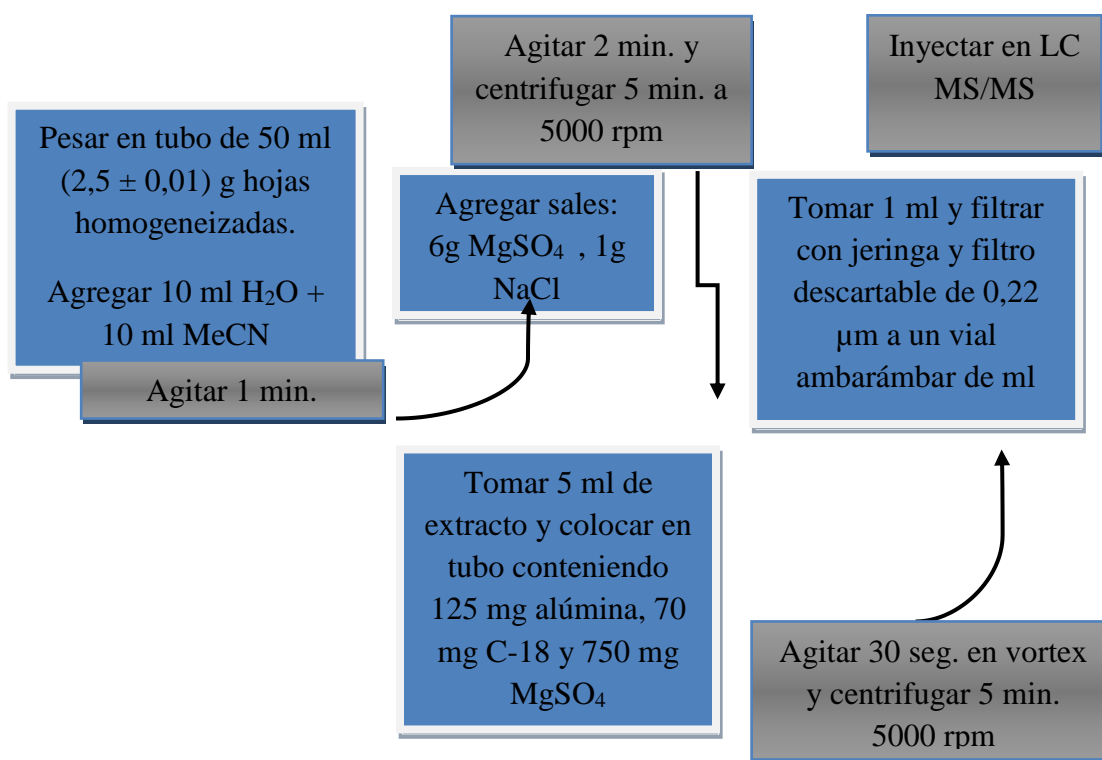 Pesar en tubo de 50 ml
(2,5 ± 0,01) g hojas
homogeneizadas.
Agregar 10 ml H₂O +
10 ml MeCN
Agitar 1 min.
Agregar sales:
6g MgSO₄ , 1g
NaCl
Agitar 2 min. y
centrifugar 5 min. a
5000 rpm
Tomar 5 ml de
extracto y colocar en
tubo conteniendo
125 mg alúmina, 70
mg C-18 y 750 mg
MgSO₄
Agitar 30 seg. en vortex
y centrifugar 5 min.
5000 rpm
Tomar 1 ml y filtrar
con jeringa y filtro
descartable de 0,22
µm a un vial
ambarámbar de ml
Inyectar en LC
MS/MS